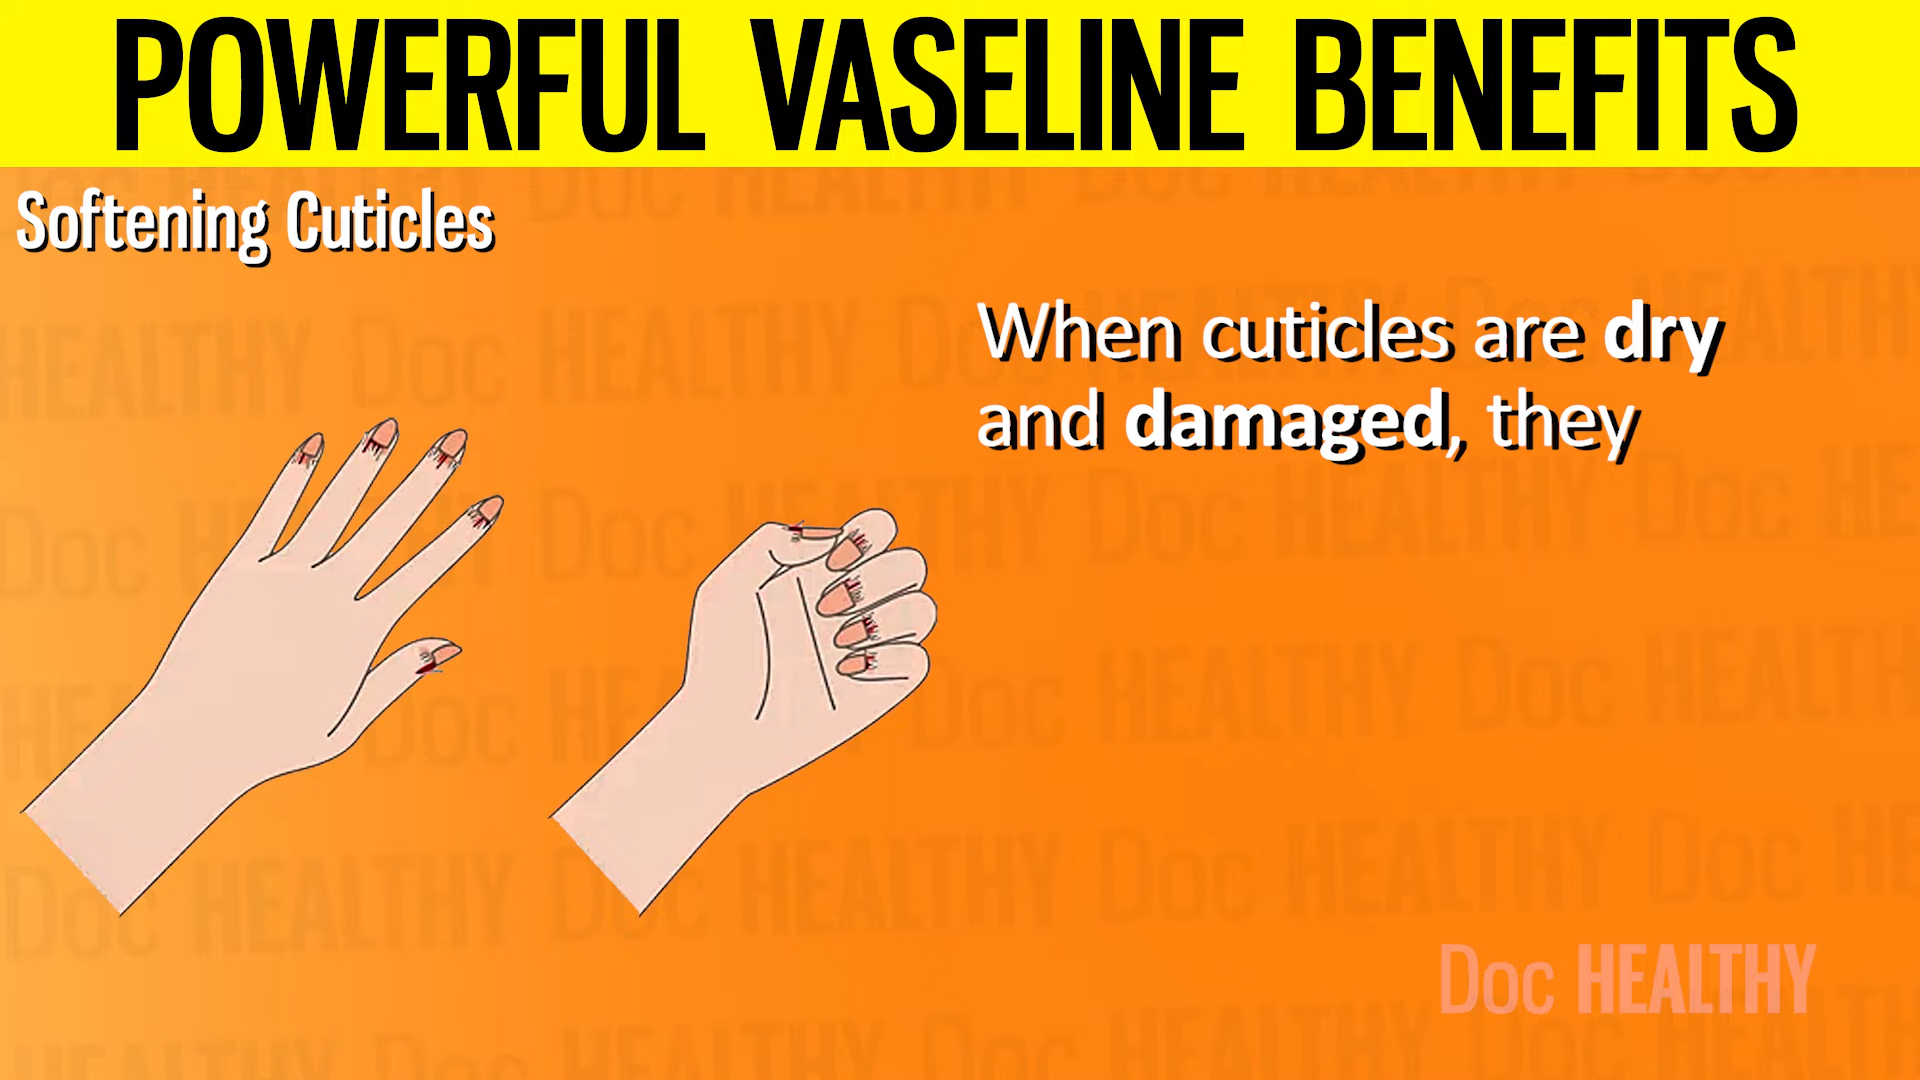 POWERFUL VASELINE BENEFITS
Softening Cuticles
When cuticles are dry
and damaged, they
Doc HEALTHY